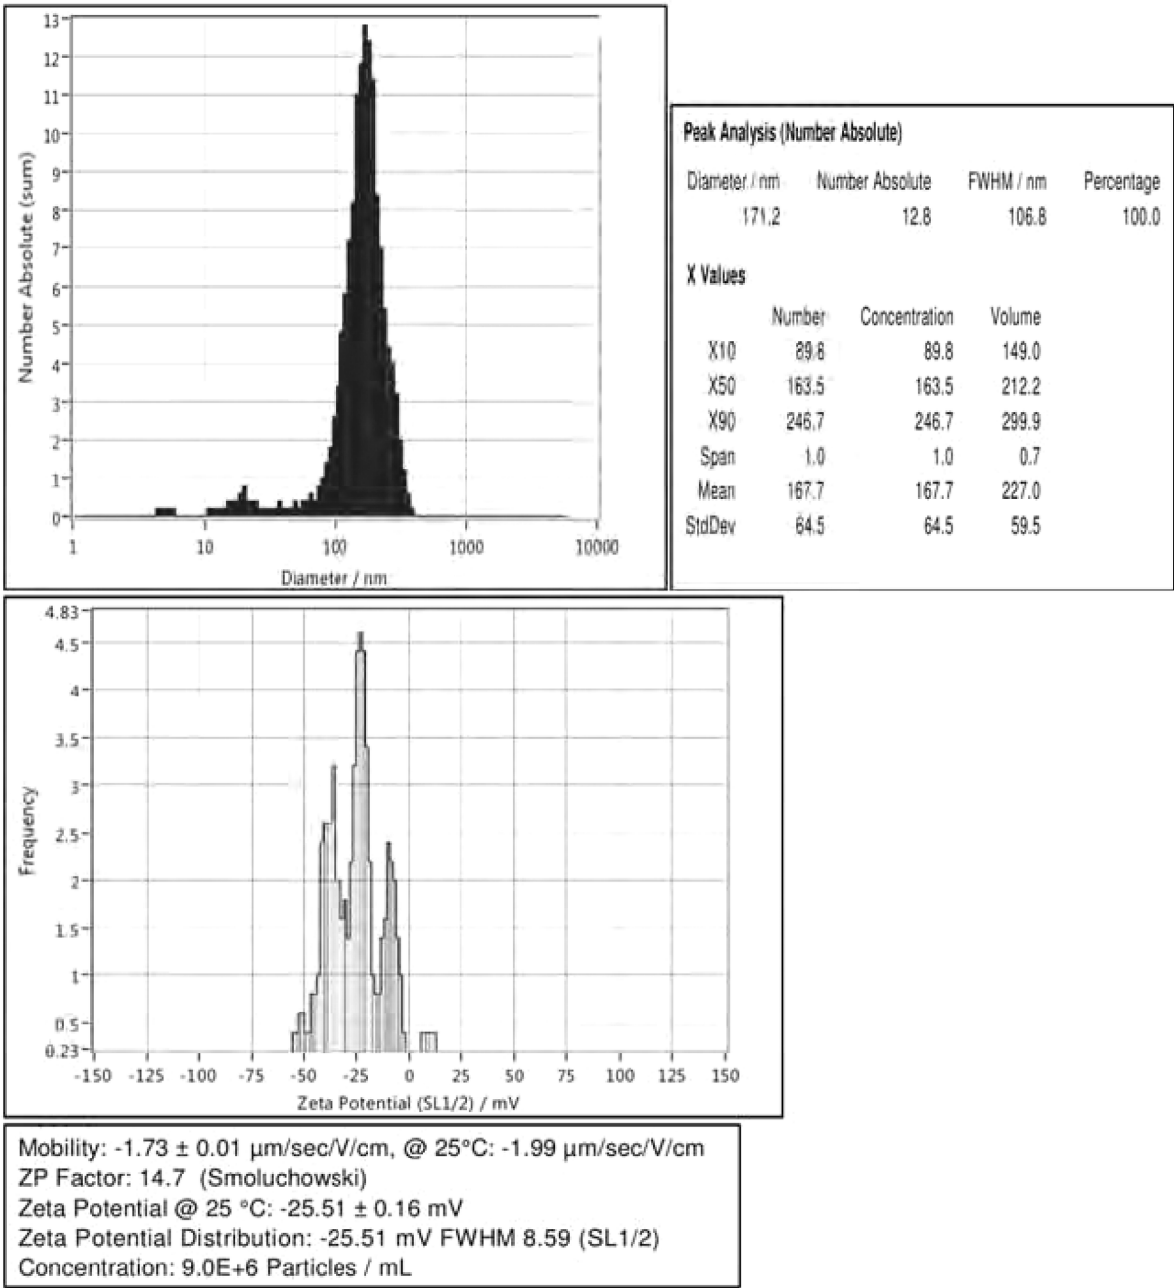 13
12
11
10
9
8
7
6
5
4
3
2
1
0
Number Absolute (sum)
1 10 100 1000 10000
Diameter / nm
Peak Analysis (Number Absolute)
Diameter / nm Number Absolute FWHM / nm Percentage
171.2 12.8 106.8 100.0
X Values
Number Concentration Volume
X10 89.8 89.8 149.0
X50 163.5 163.5 212.2
X90 246.7 246.7 299.9
Span 1.0 1.0 0.7
Mean 167.7 167.7 227.0
StdDev 64.5 64.5 59.5
4.83
4.5
4
3.5
3
2.5
2
1.5
1
0.5
0.23
Frequency
-150 -125 -100 -75 -50 -25 0 25 50 75 100 125 150
Zeta Potential (SL1/2) / mV
Mobility: -1.73 ± 0.01 µm/sec/V/cm, @ 25°C: -1.99 µm/sec/V/cm
ZP Factor: 14.7 (Smoluchowski)
Zeta Potential @ 25 °C: -25.51 ± 0.16 mV
Zeta Potential Distribution: -25.51 mV FWHM 8.59 (SL1/2)
Concentration: 9.0E+6 Particles / mL